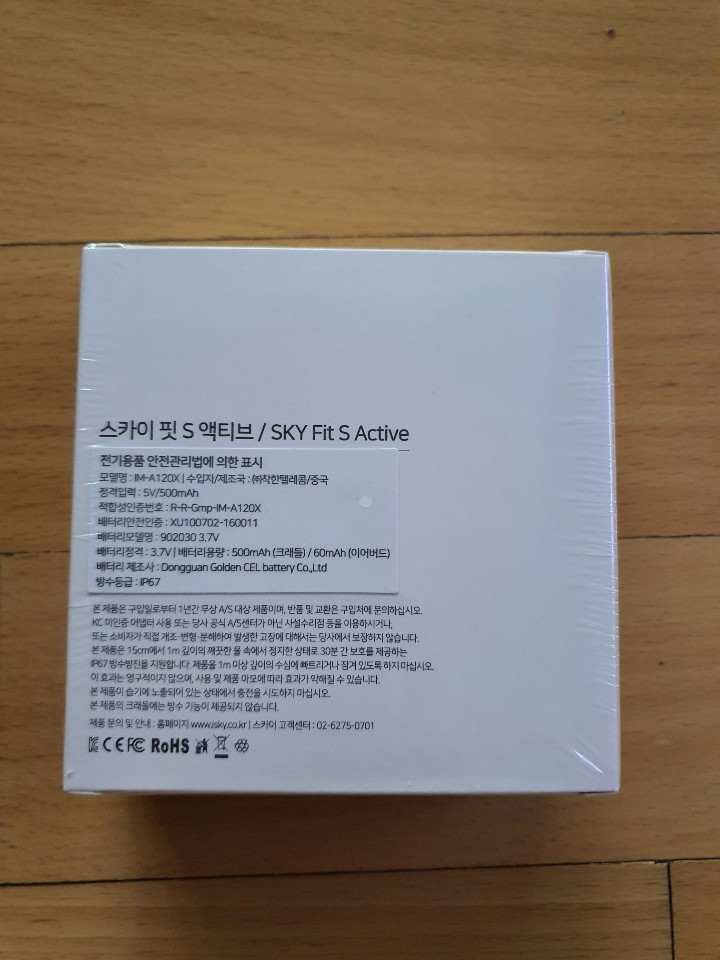 스카이 핏 S 액티브 / SKY Fit S Active
전기용품 안전관리법에 의한 표시
모델명 : IM-A120X | 수입자/제조국 : ㈜착한텔레콤/중국
정격입력 : 5V/500mAh
적합성인증번호 : R-R-Gmp-IM-A120X
배터리안전인증 : XU100702-160011
배터리모델명 : 902030 3.7V
배터리정격 : 3.7V | 배터리용량 : 500mAh (크래들) / 60mAh (이어버드)
배터리 제조사 : Dongguan Golden CEL battery Co.,Ltd
방수등급 : IP67
본 제품은 구입일로부터 1년간 무상 A/S 대상 제품이며, 반품 및 교환은 구입처에 문의하십시오.
KC 미인증 어댑터 사용 또는 당사 공식 A/S센터가 아닌 사설수리점 등을 이용하시거나,
또는 소비자가 직접 개조·변형·분해하여 발생한 고장에 대해서는 당사에서 보장하지 않습니다.
본 제품은 15cm에서 1m 깊이의 깨끗한 물 속에서 정지한 상태로 30분 간 보호를 제공하는
IP67 방수방진을 지원합니다. 제품을 1m 이상 깊이의 수심에 빠트리거나 잠겨 있도록 하지 마십시오.
이 효과는 영구적이지 않으며, 사용 및 제품 마모에 따라 효과가 약해질 수 있습니다.
본 제품이 습기에 노출되어 있는 상태에서 충전을 시도하지 마십시오.
본 제품의 크래들에는 방수 기능이 제공되지 않습니다.
제품 문의 및 안내 : 홈페이지 www.isky.co.kr | 스카이 고객센터 : 02-6275-0701
KC CE FC RoHS